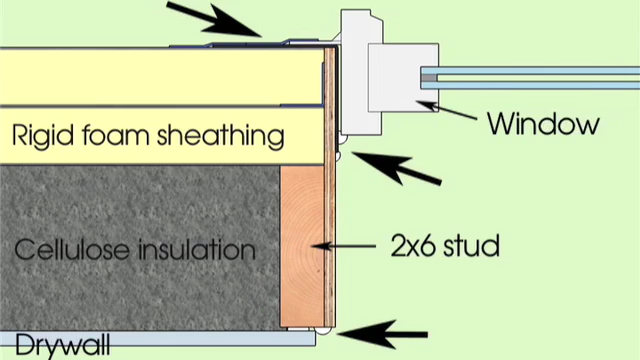 Window
Rigid foam sheathing
Cellulose insulation
2x6 stud
Drywall